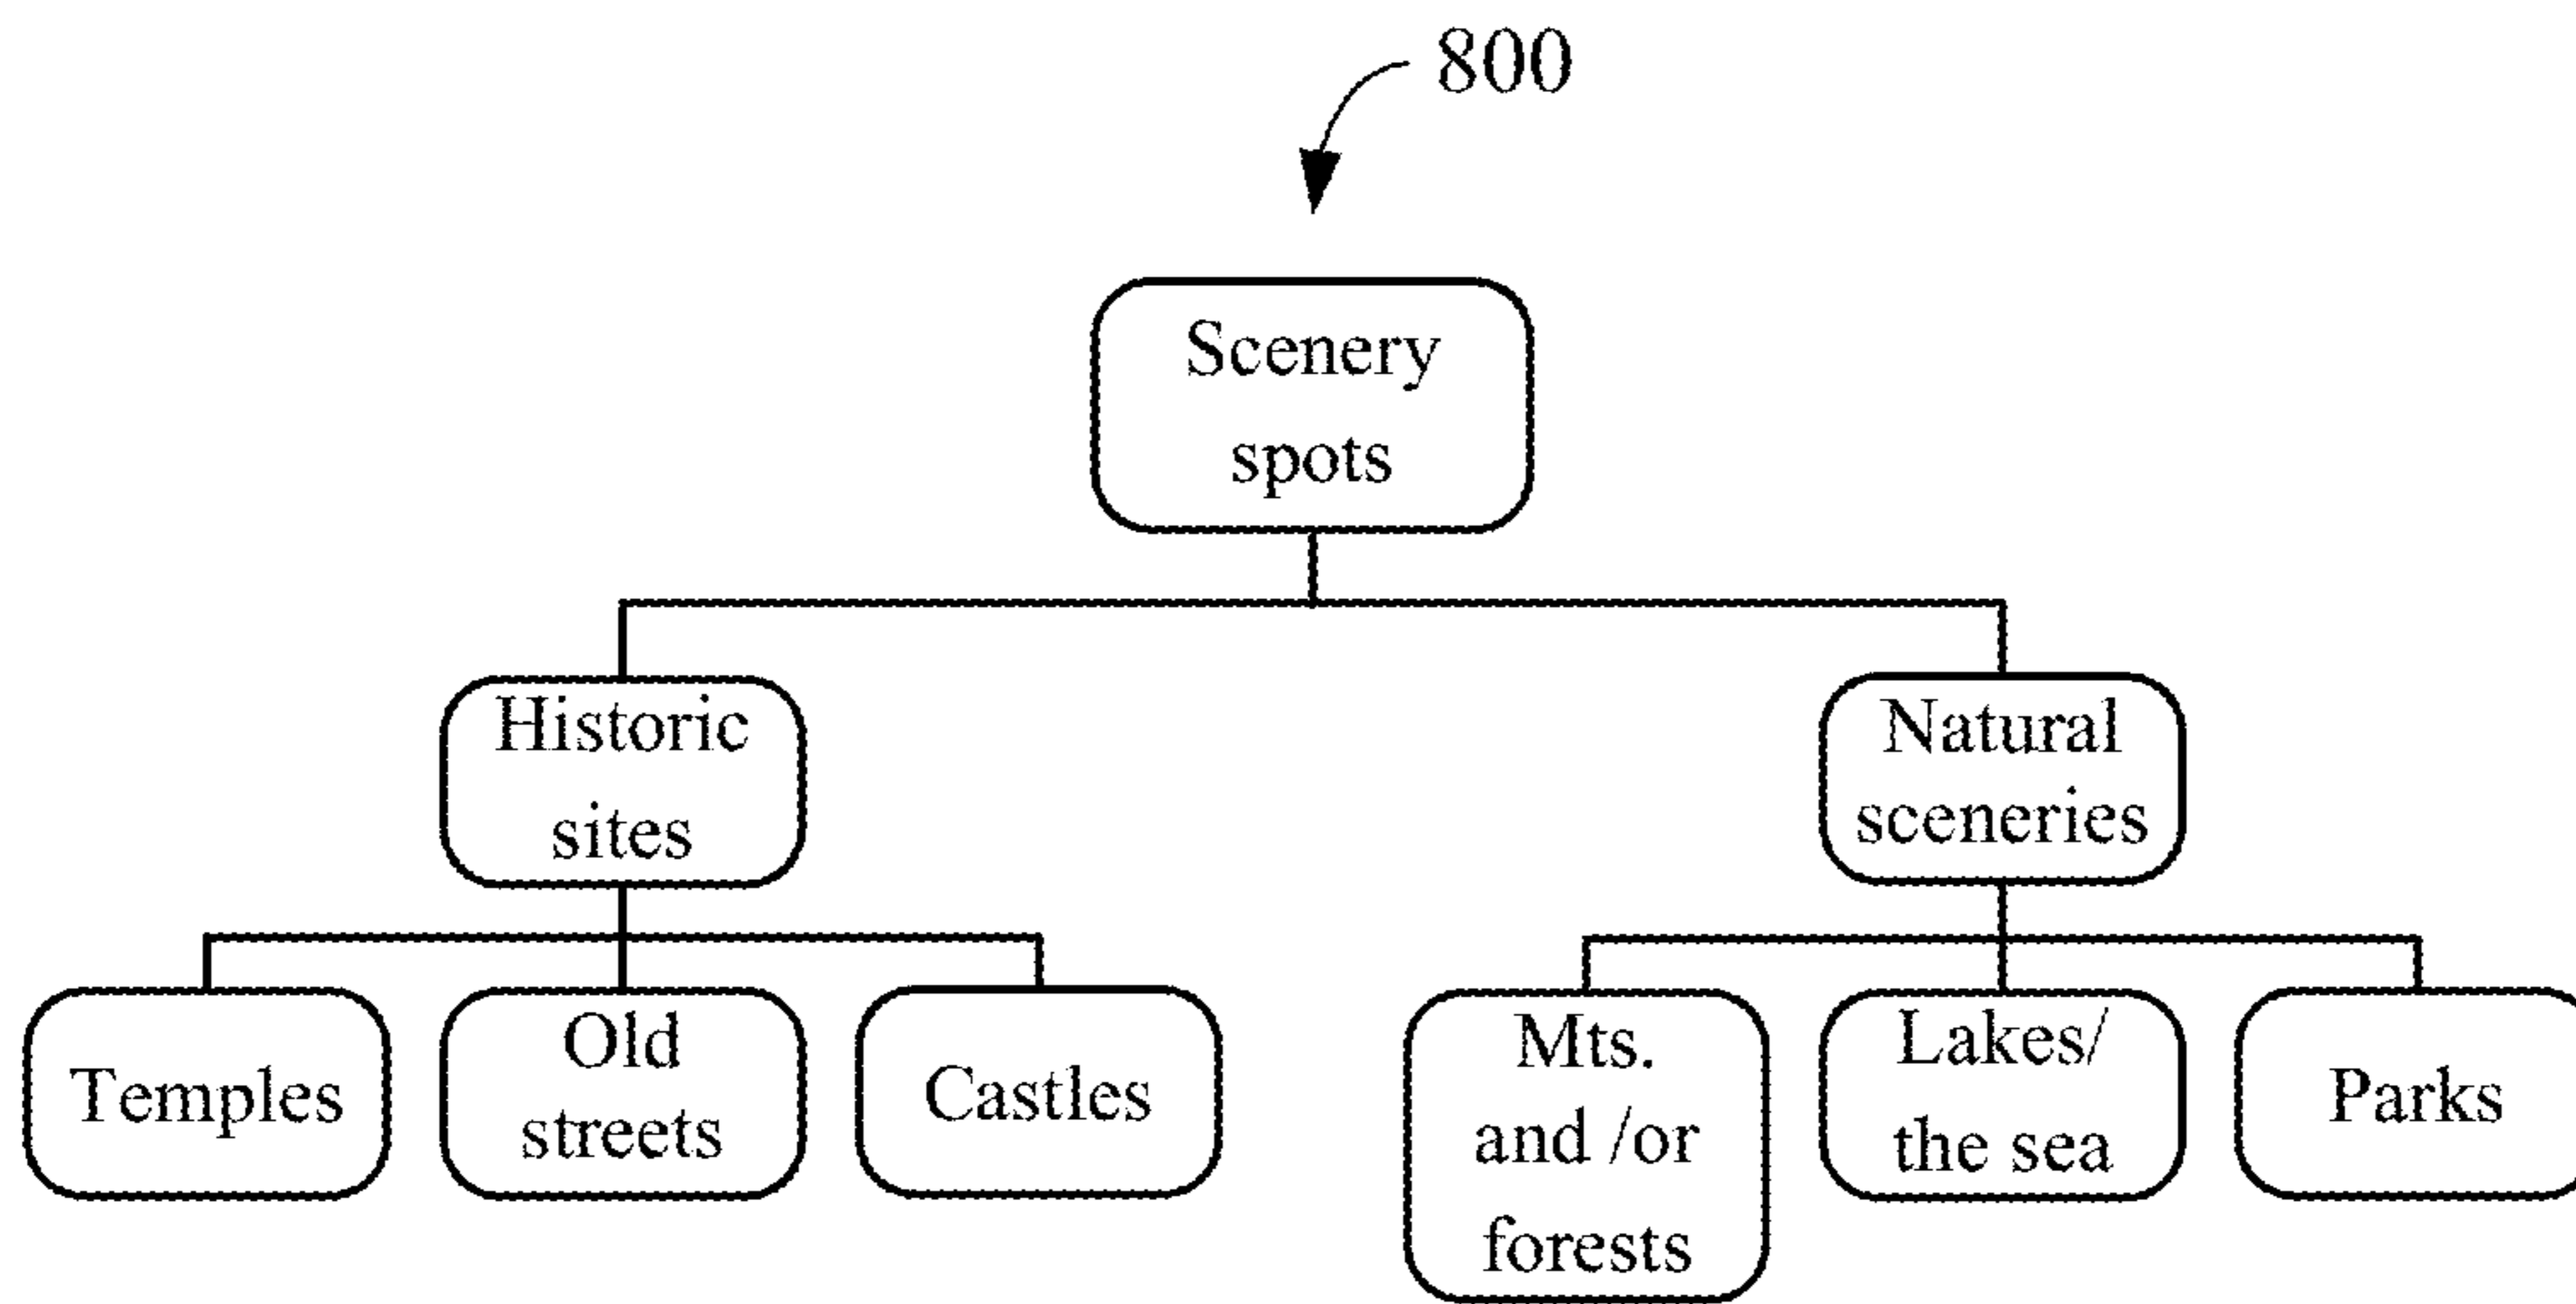 800
Scenery
spots
Historic
sites
Natural
sceneries
Temples
Old
streets
Castles
Mts.
and /or
forests
Lakes/
the sea
Parks